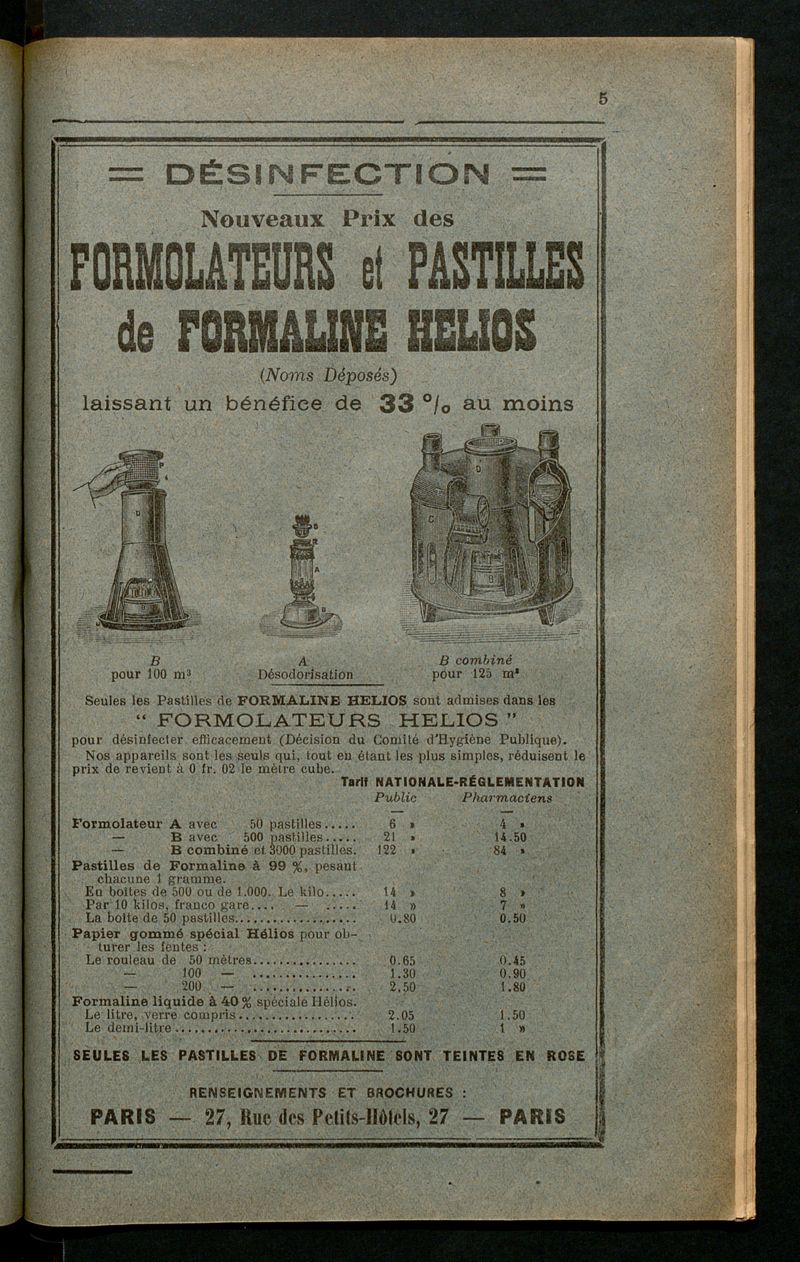 5
= DÉSINFECTION =
Nouveaux Prix des
FORMOLATEURS et PASTILLES
de FORMALINE HELIOS
(Noms Déposés)
laissant un bénéfice de 33 % au moins
B
pour 100 m³
A
Désodorisation
B combiné
pour 125 m³
Seules les Pastilles de FORMALINE HELIOS sont admises dans les
“ FORMOLATEURS HELIOS ”
pour désinfecter efficacement (Décision du Comité d'Hygiène Publique).
Nos appareils sont les seuls qui, tout en étant les plus simples, réduisent le
prix de revient à 0 fr. 02 le mètre cube.
Tarif NATIONALE-RÉGLEMENTATION
Public Pharmaciens
Formolateur A avec 50 pastilles..... 6 » 4 »
— B avec 500 pastilles..... 21 » 14.50
— B combiné et 3000 pastilles. 122 » 84 »
Pastilles de Formaline à 99 %, pesant
chacune 1 gramme.
En boîtes de 500 ou de 1.000. Le kilo..... 14 » 8 »
Par 10 kilos, franco gare.... — ..... 14 » 7 »
La boîte de 50 pastilles................... 0.80 0.50
Papier gommé spécial Hélios pour ob-
turer les fentes :
Le rouleau de 50 mètres................ 0.65 0.45
— 100 — ................ 1.30 0.90
— 200 — ................ 2.50 1.80
Formaline liquide à 40 % spéciale Hélios.
Le litre, verre compris.................. 2.05 1.50
Le demi-litre............................ 1.50 1 »
SEULES LES PASTILLES DE FORMALINE SONT TEINTES EN ROSE
RENSEIGNEMENTS ET BROCHURES :
PARIS — 27, Rue des Petits-Hôtels, 27 — PARIS